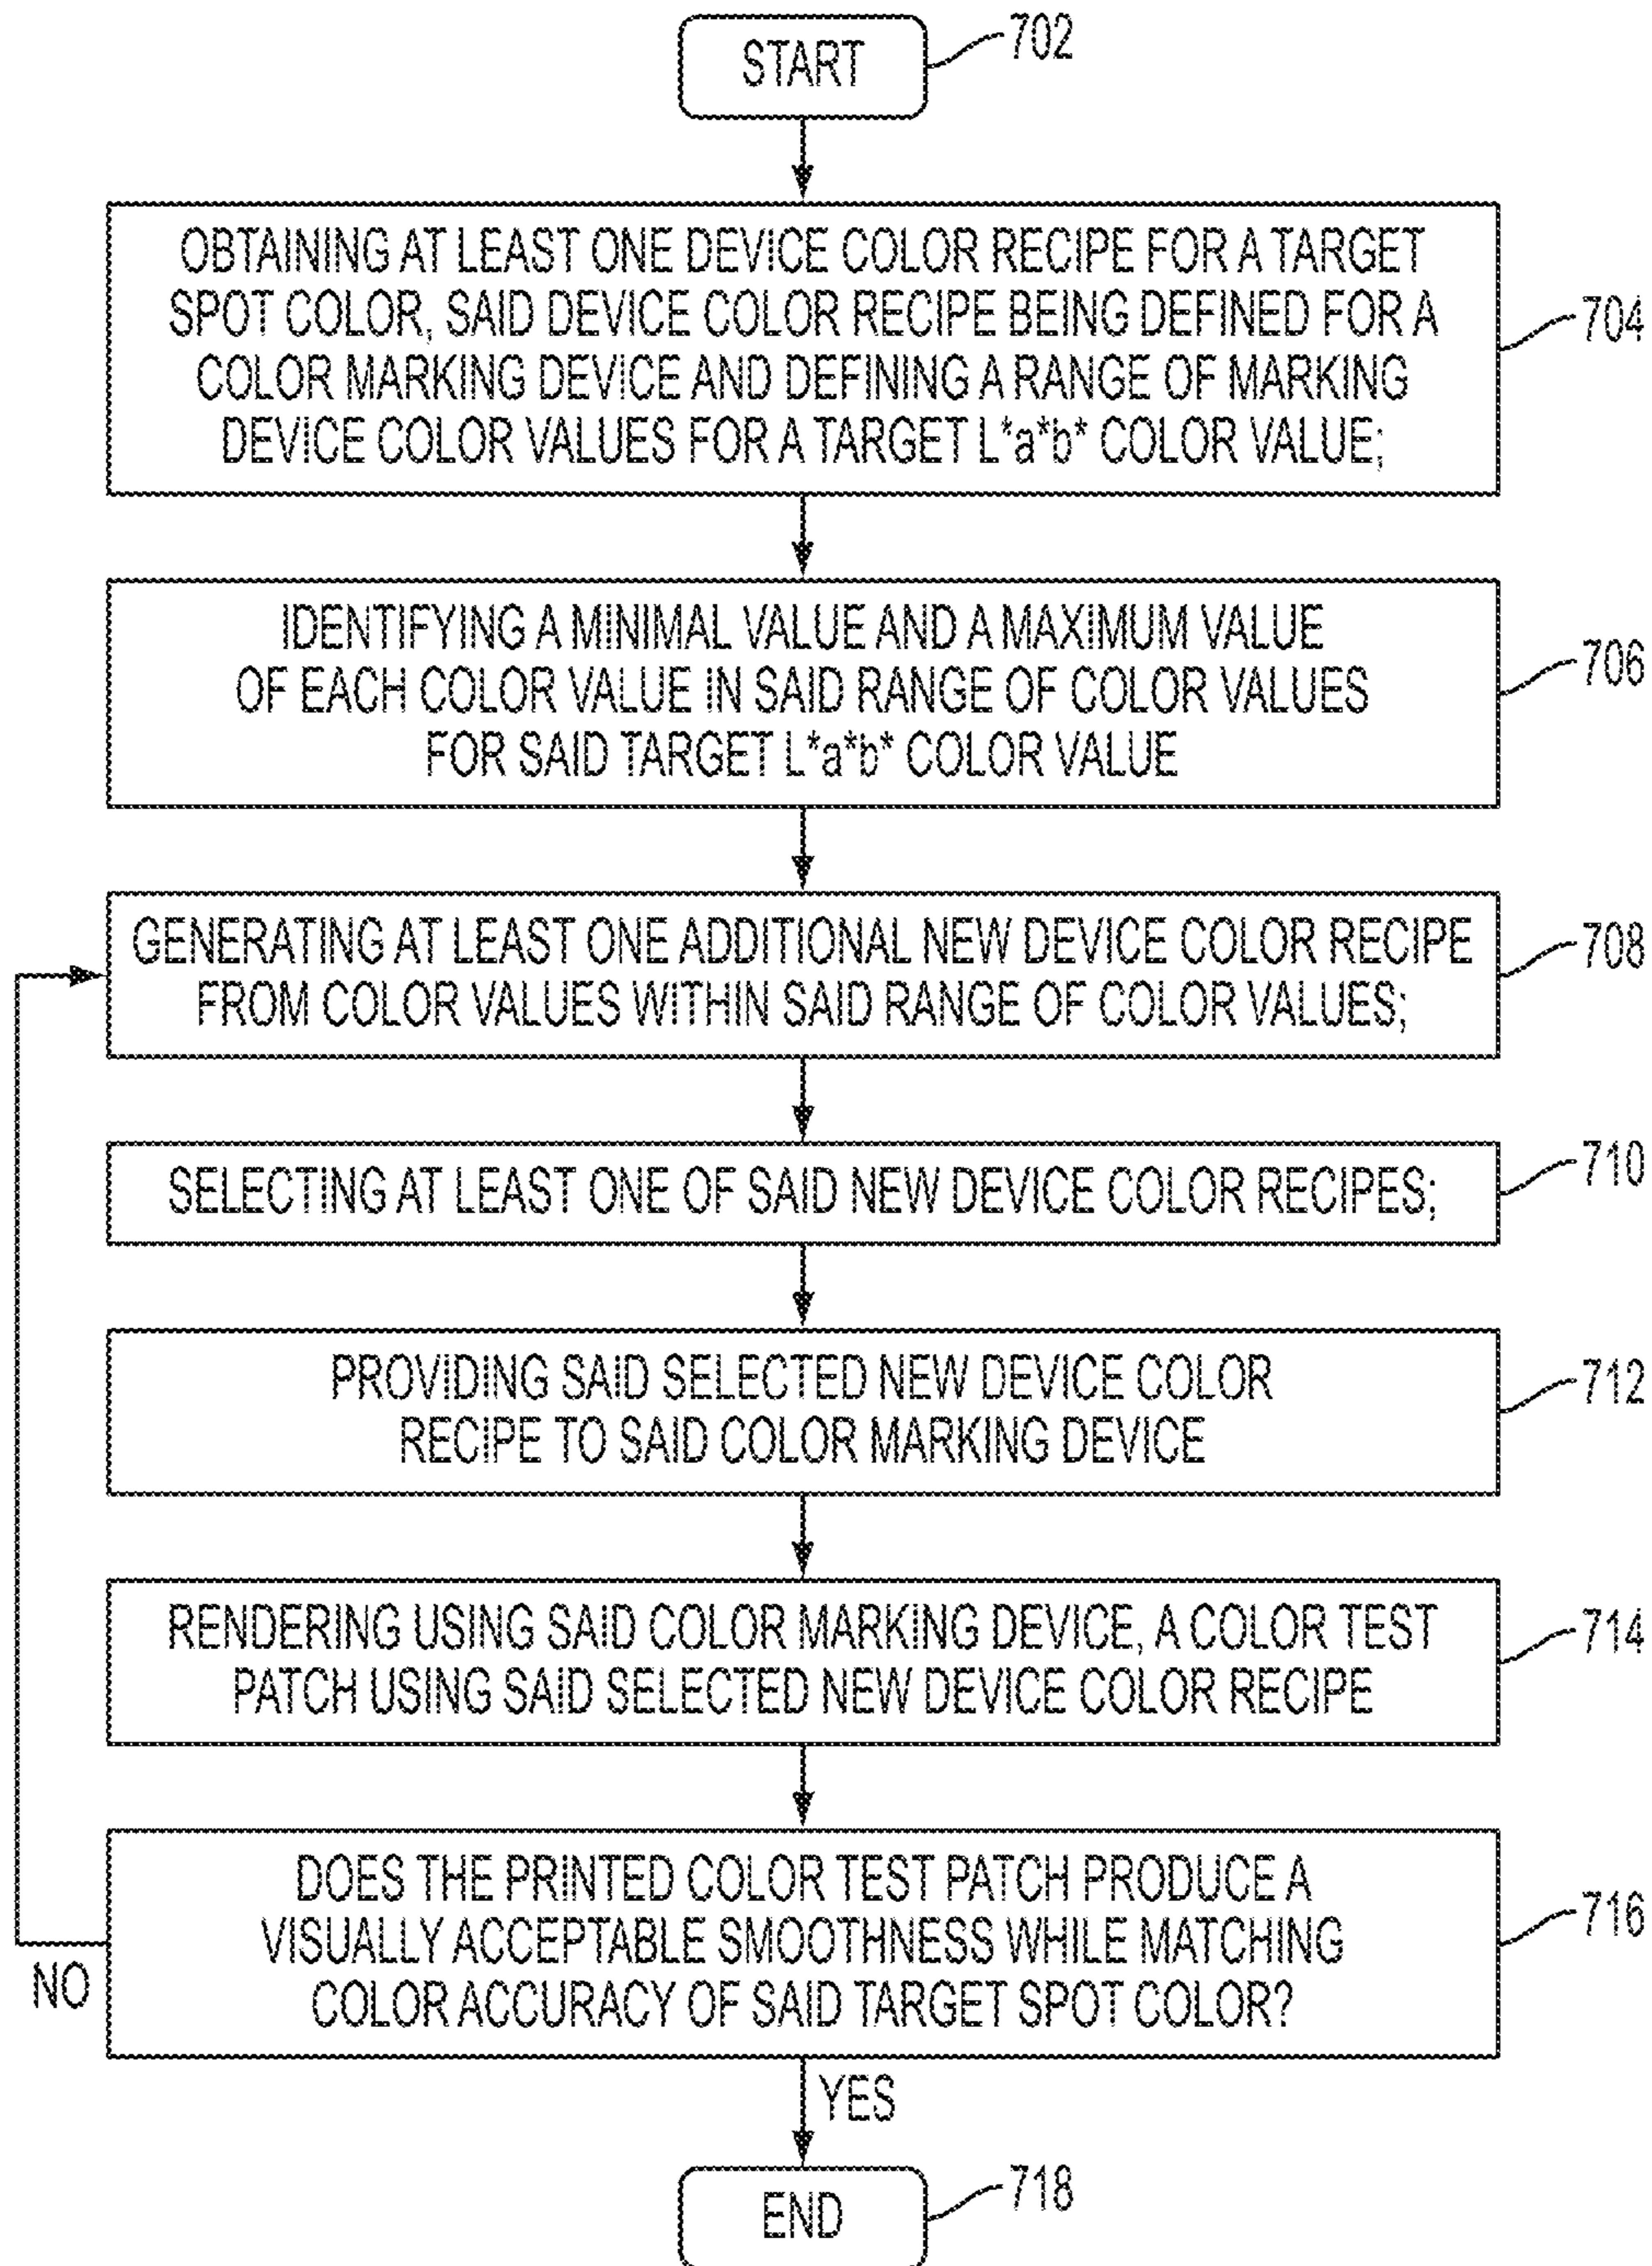 START
702
OBTAINING AT LEAST ONE DEVICE COLOR RECIPE FOR A TARGET
SPOT COLOR, SAID DEVICE COLOR RECIPE BEING DEFINED FOR A
COLOR MARKING DEVICE AND DEFINING A RANGE OF MARKING
DEVICE COLOR VALUES FOR A TARGET L*a*b* COLOR VALUE;
704
IDENTIFYING A MINIMAL VALUE AND A MAXIMUM VALUE
OF EACH COLOR VALUE IN SAID RANGE OF COLOR VALUES
FOR SAID TARGET L*a*b* COLOR VALUE
706
GENERATING AT LEAST ONE ADDITIONAL NEW DEVICE COLOR RECIPE
FROM COLOR VALUES WITHIN SAID RANGE OF COLOR VALUES;
708
SELECTING AT LEAST ONE OF SAID NEW DEVICE COLOR RECIPES;
710
PROVIDING SAID SELECTED NEW DEVICE COLOR
RECIPE TO SAID COLOR MARKING DEVICE
712
RENDERING USING SAID COLOR MARKING DEVICE, A COLOR TEST
PATCH USING SAID SELECTED NEW DEVICE COLOR RECIPE
714
DOES THE PRINTED COLOR TEST PATCH PRODUCE A
VISUALLY ACCEPTABLE SMOOTHNESS WHILE MATCHING
COLOR ACCURACY OF SAID TARGET SPOT COLOR?
716
NO
YES
END
718